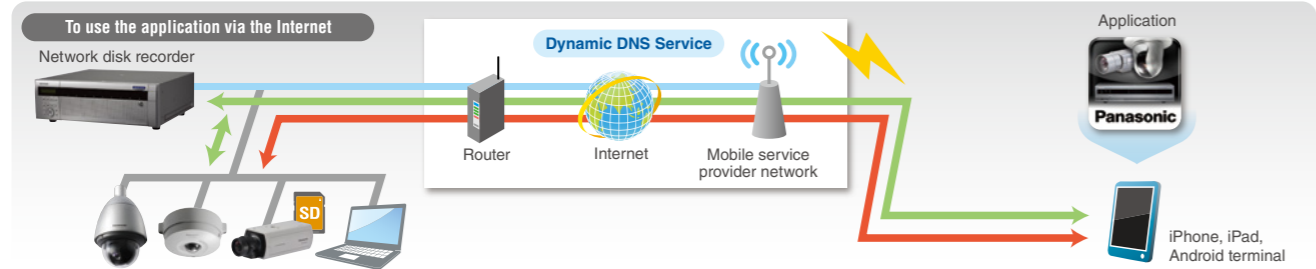 To use the application via the Internet
Network disk recorder
Dynamic DNS Service
Application
Panasonic
Router
Internet
Mobile service
provider network
SD
iPhone, iPad,
Android terminal